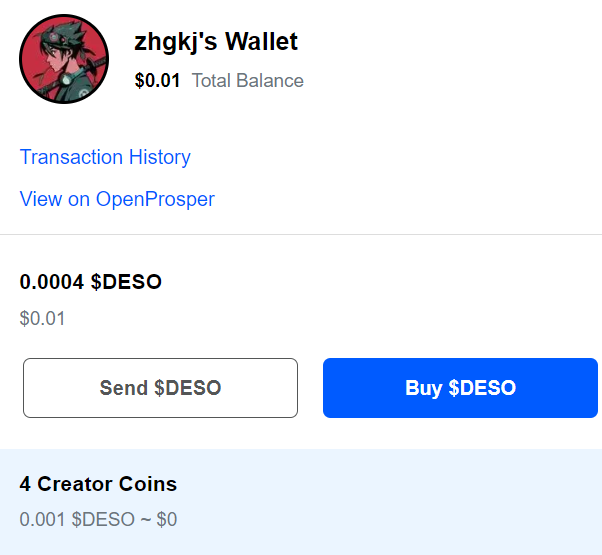 zhgkj's Wallet
$0.01 Total Balance
Transaction History
View on OpenProsper
0.0004 $DESO
$0.01
Send $DESO
Buy $DESO
4 Creator Coins
0.001 $DESO ~ $0